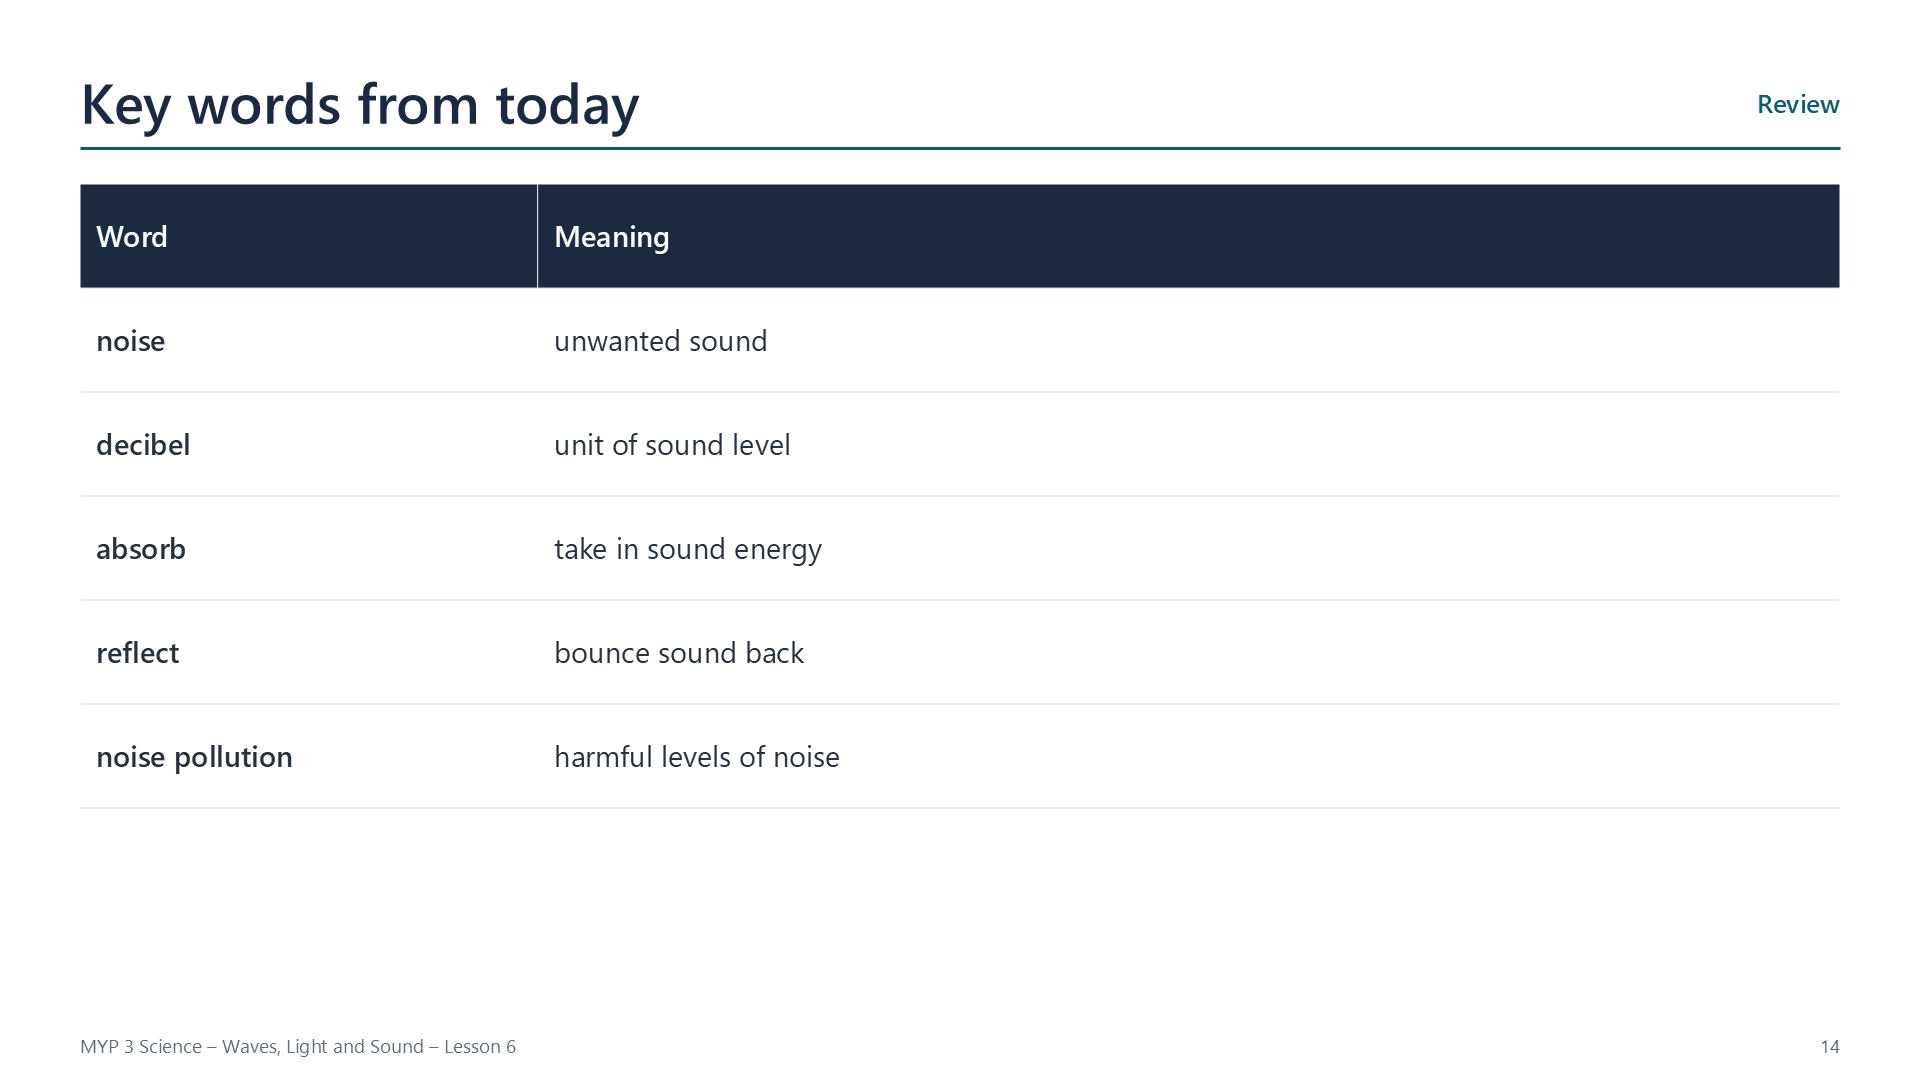 Key words from today
Review
Word Meaning
noise unwanted sound
decibel unit of sound level
absorb take in sound energy
reflect bounce sound back
noise pollution harmful levels of noise
MYP 3 Science – Waves, Light and Sound – Lesson 6
14